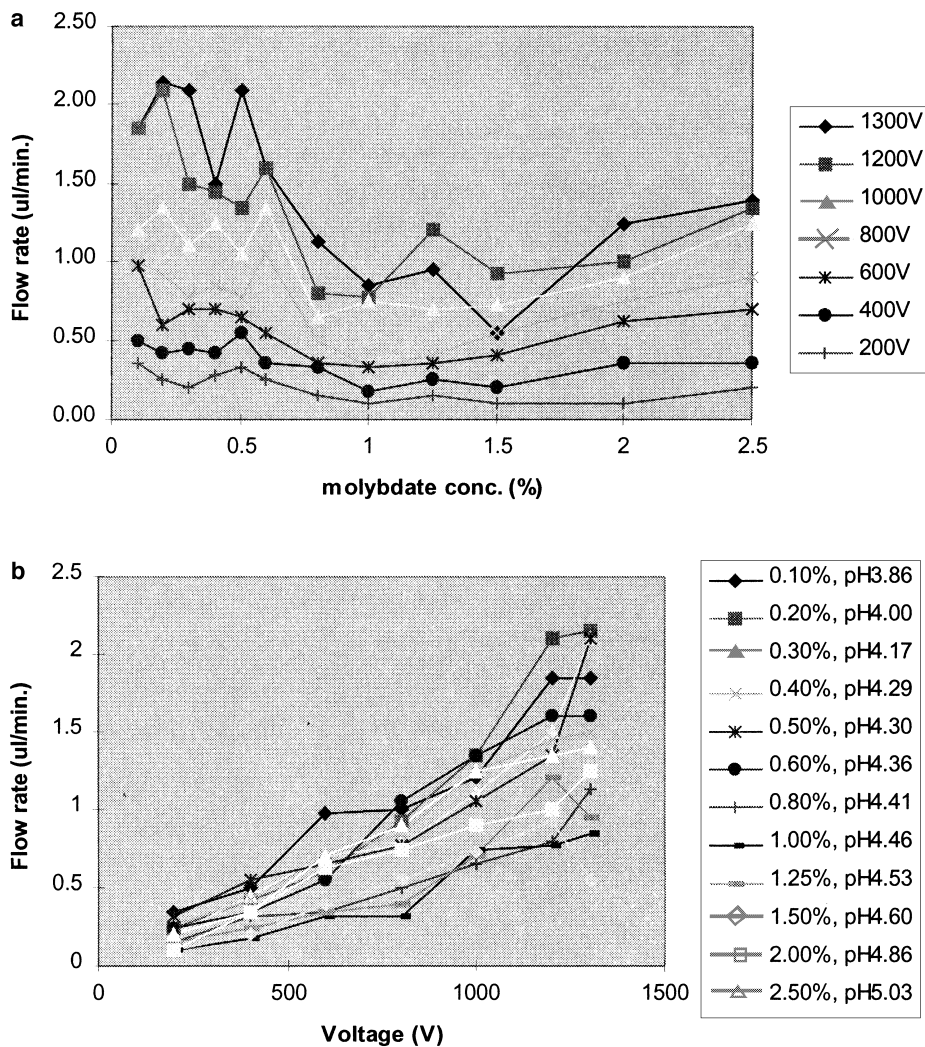 a
2.50
2.00
1.50
1.00
0.50
0.00
0
0.5
1
1.5
2
2.5
Flow rate (ul/min.)
molybdate conc. (%)
1300V
1200V
1000V
800V
600V
400V
200V
b
2.5
2
1.5
1
0.5
0
0
500
1000
1500
Flow rate (ul/min.)
Voltage (V)
0.10%, pH3.86
0.20%, pH4.00
0.30%, pH4.17
0.40%, pH4.29
0.50%, pH4.30
0.60%, pH4.36
0.80%, pH4.41
1.00%, pH4.46
1.25%, pH4.53
1.50%, pH4.60
2.00%, pH4.86
2.50%, pH5.03